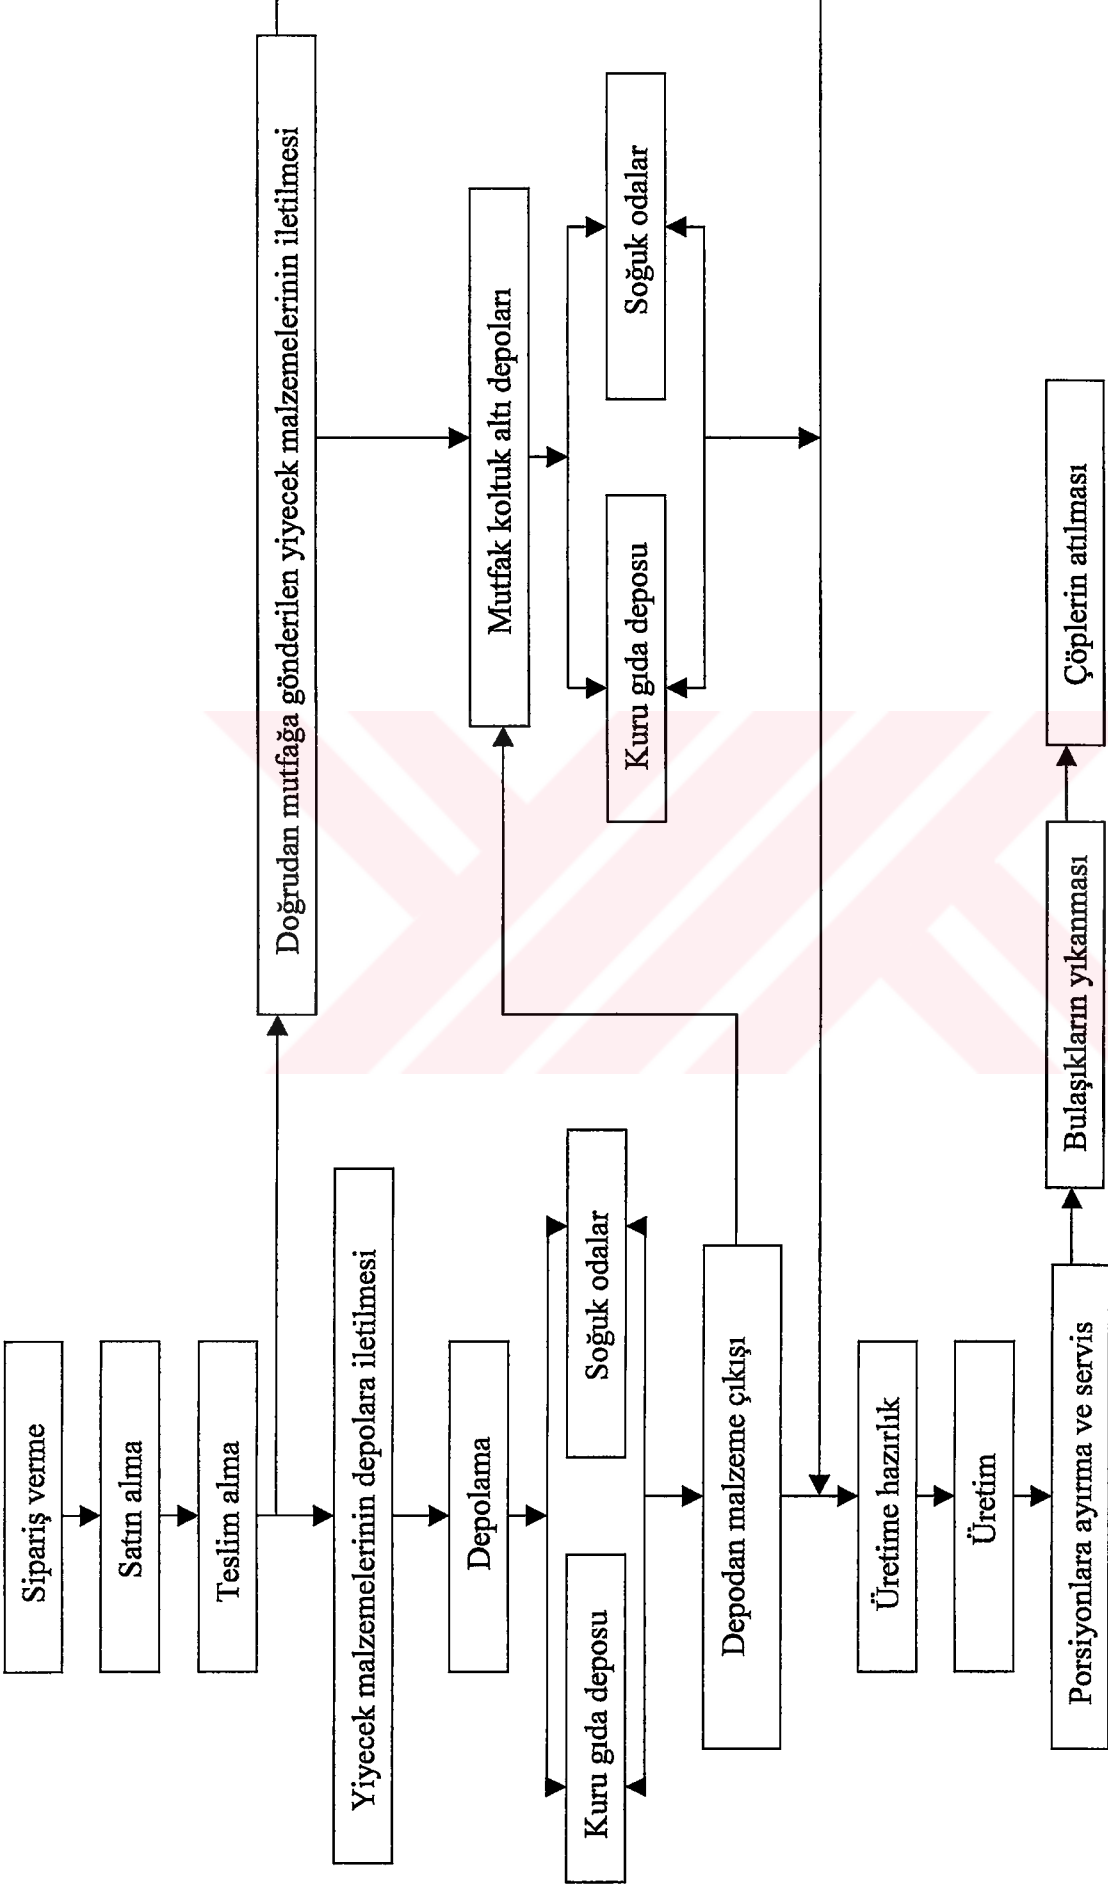 Sipariş verme
Satın alma
Teslim alma
Doğrudan mutfağa gönderilen yiyecek malzemelerinin iletilmesi
Yiyecek malzemelerinin depolara iletilmesi
Depolama
Mutfak koltuk altı depoları
Kuru gıda deposu
Soğuk odalar
Kuru gıda deposu
Soğuk odalar
Depodan malzeme çıkışı
Üretime hazırlık
Üretim
Porsiyonlara ayırma ve servis
Bulaşıkların yıkanması
Çöplerin atılması